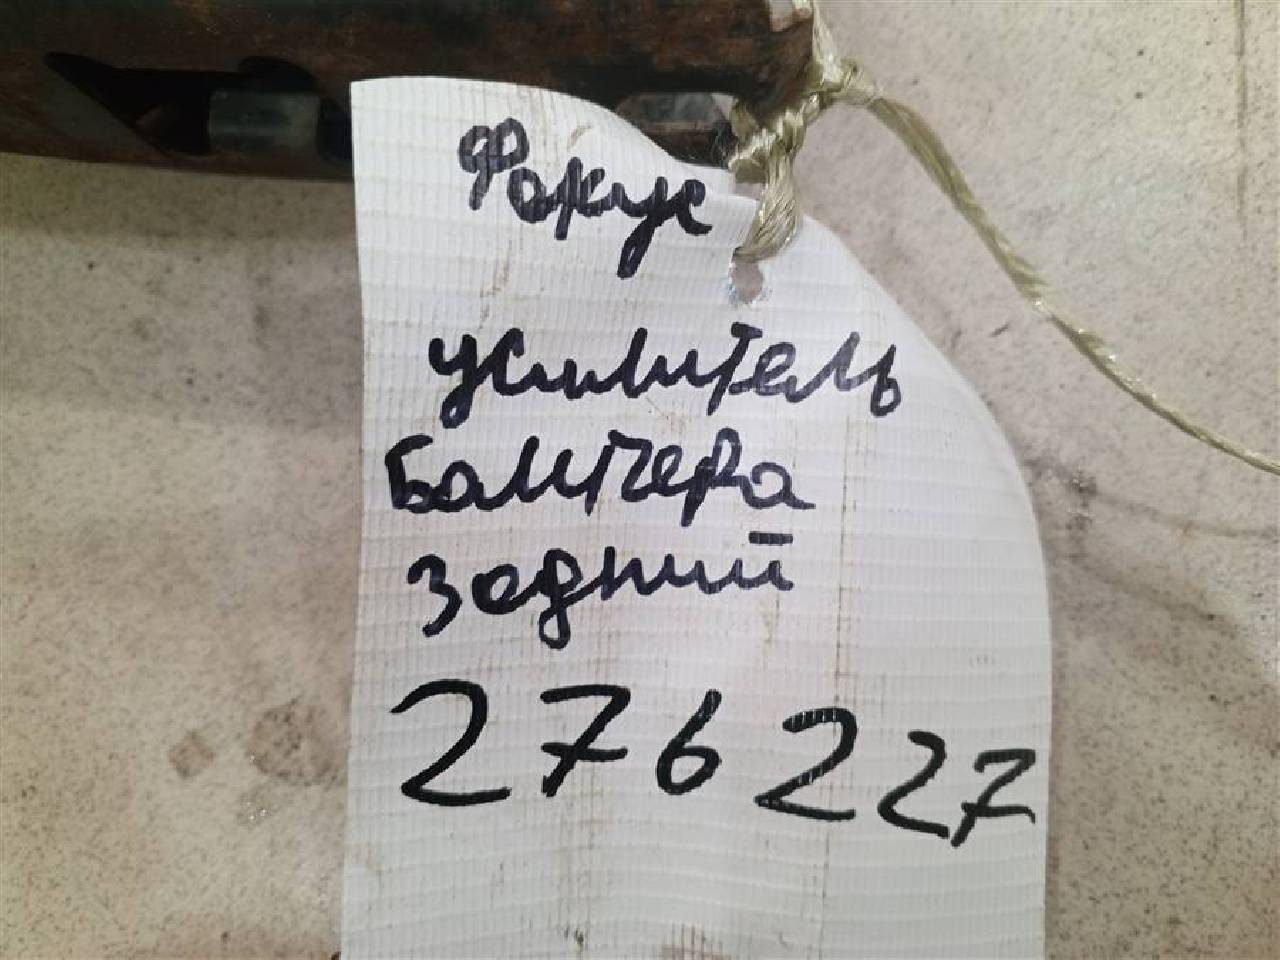 Фокус
усилитель
Бампера
задний
276227